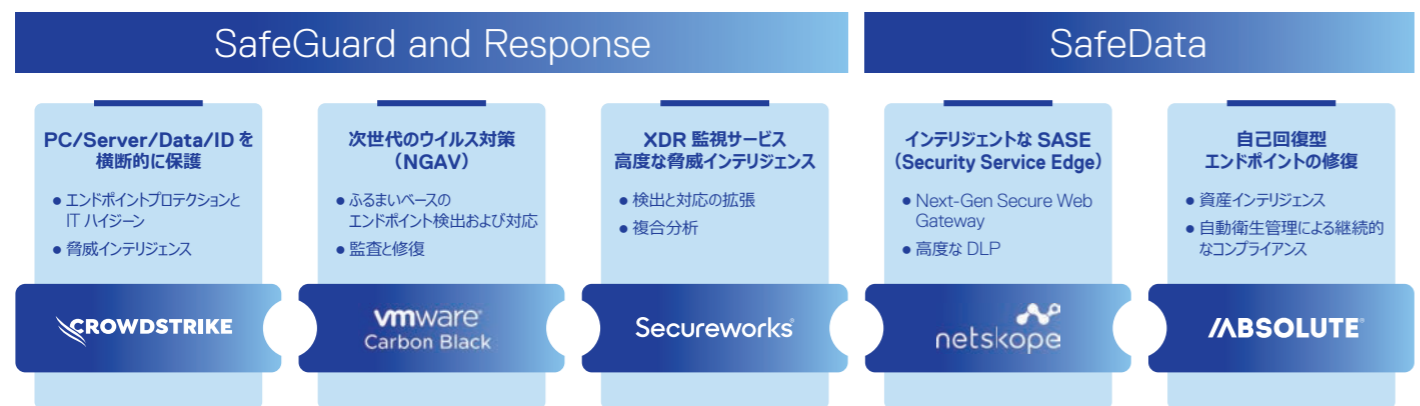 SafeGuard and Response
SafeData
PC/Server/Data/ID を
横断的に保護
● エンドポイントプロテクションと
IT ハイジーン
● 脅威インテリジェンス
CROWDSTRIKE
次世代のウイルス対策
（NGAV）
● ふるまいベースの
エンドポイント検出および対応
● 監査と修復
vmware®
Carbon Black
XDR 監視サービス
高度な脅威インテリジェンス
● 検出と対応の拡張
● 複合分析
Secureworks®
インテリジェントな SASE
（Security Service Edge）
● Next-Gen Secure Web
Gateway
● 高度な DLP
netskope
自己回復型
エンドポイントの修復
● 資産インテリジェンス
● 自動衛生管理による継続的
なコンプライアンス
ABSOLUTE®